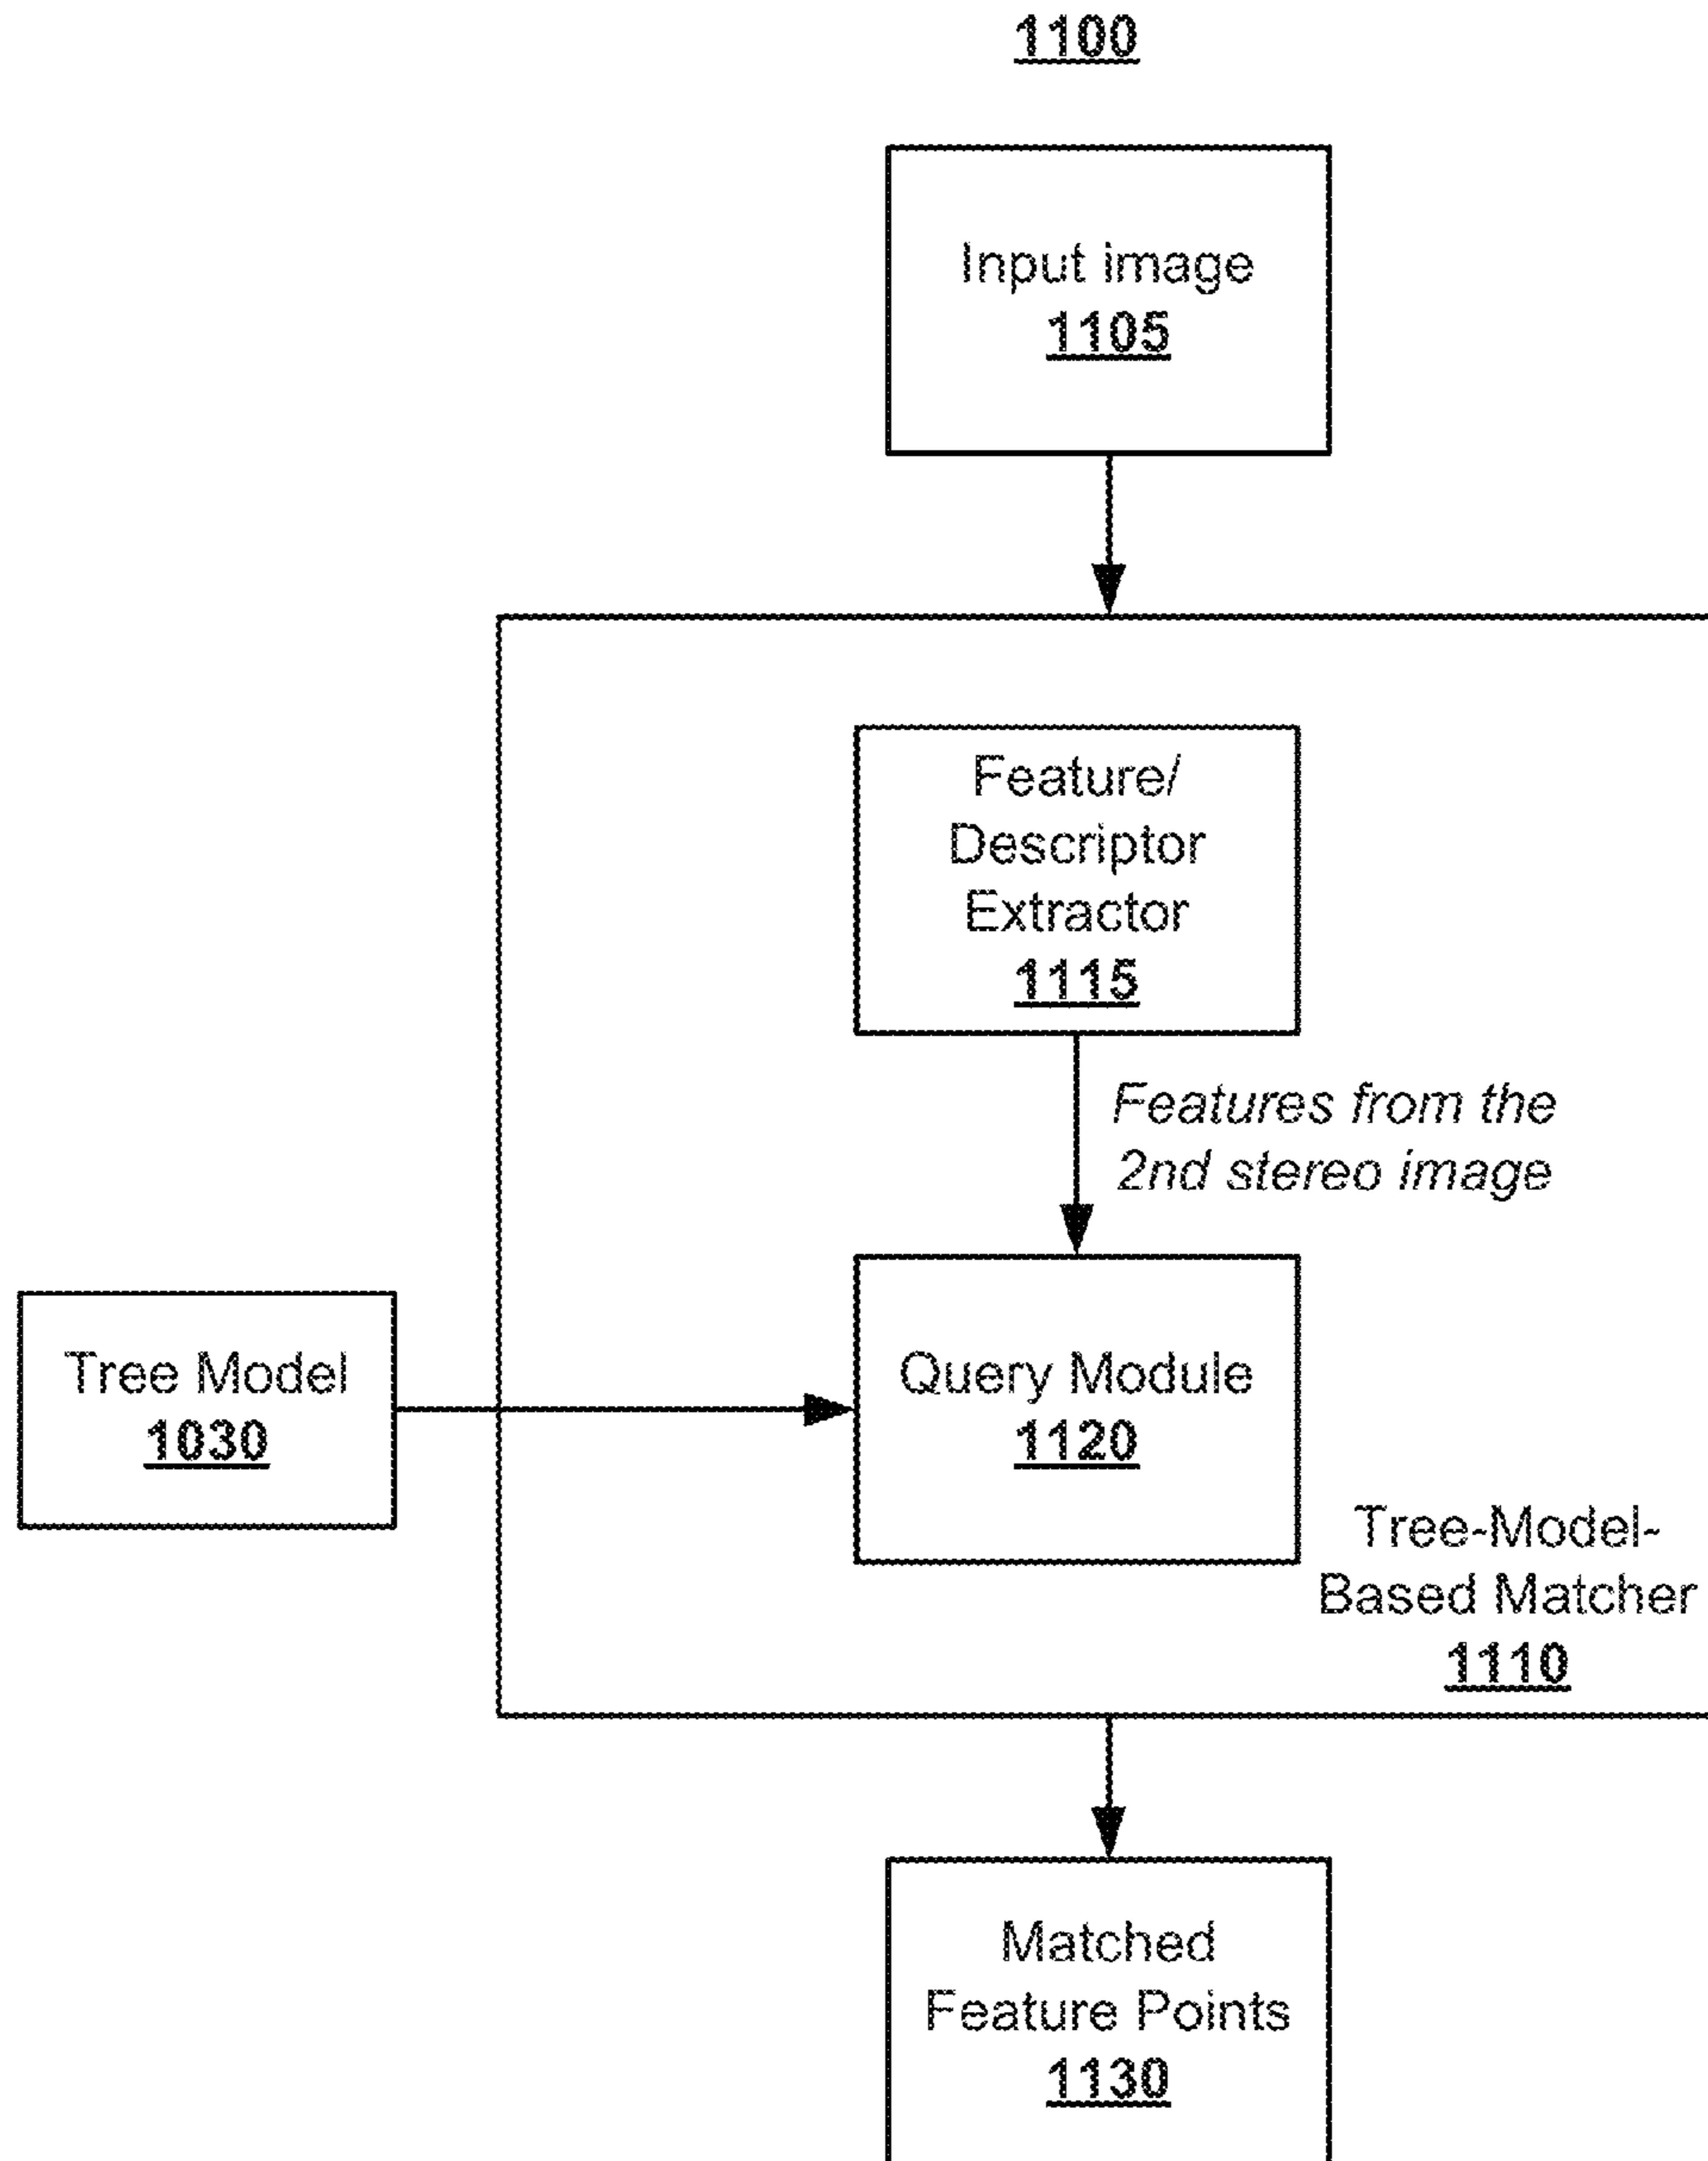 1100
Input image
1105
Feature/
Descriptor
Extractor
1115
Features from the
2nd stereo image
Tree Model
1030
Query Module
1120
Tree-Model-
Based Matcher
1110
Matched
Feature Points
1130